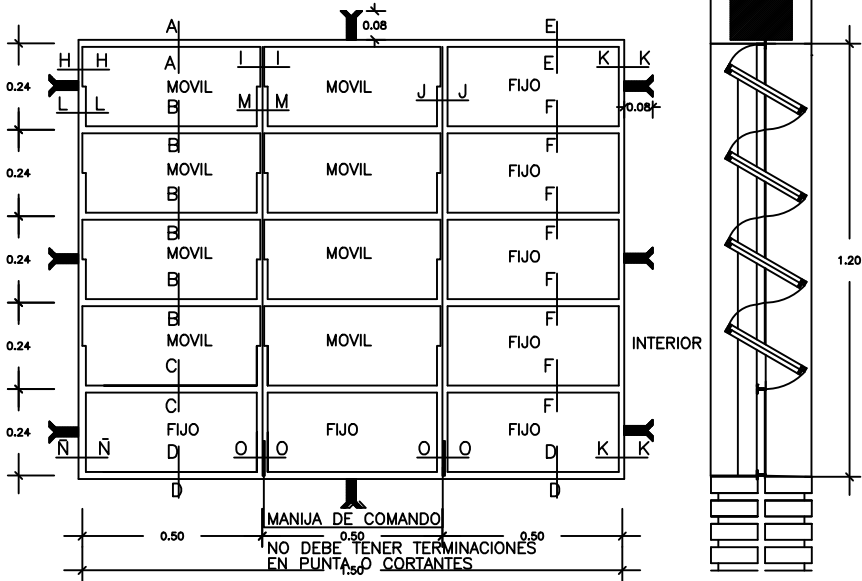 A E
0.08
H H A I I E K K
MOVIL MOVIL FIJO
0.24
L L B M M J J F 0.08
B F
0.24 MOVIL MOVIL FIJO
B F
B F
0.24 MOVIL MOVIL FIJO 1.20
B F
B F
0.24 MOVIL MOVIL FIJO INTERIOR
C F
C F
0.24 FIJO FIJO FIJO
Ñ Ñ D O O O O D K K
D D
MANIJA DE COMANDO
0.50 0.50 0.50
NO DEBE TENER TERMINACIONES
EN PUNTA O CORTANTES
1.50